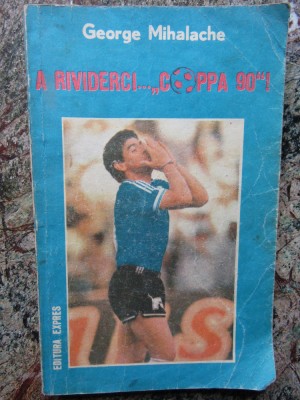 George Mihalache
A RIVIDERCI...„COPPA 90"!
EDITURA EXPRES